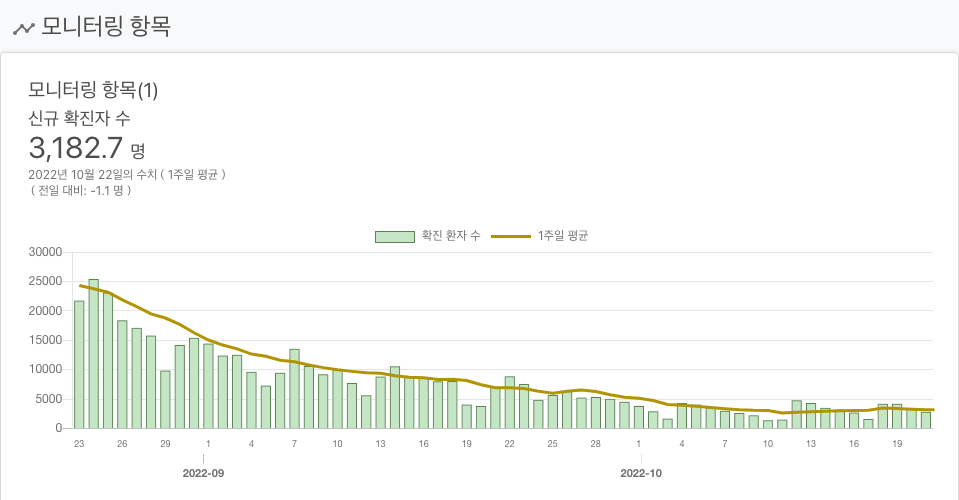 모니터링 항목
모니터링 항목(1)
신규 확진자 수
3,182.7 명
2022년 10월 22일의 수치 ( 1주일 평균 )
( 전일 대비: -1.1 명 )
확진 환자 수 1주일 평균
30000
25000
20000
15000
10000
5000
0
23 26 29 1 4 7 10 13 16 19 22 25 28 1 4 7 10 13 16 19
2022-09 2022-10